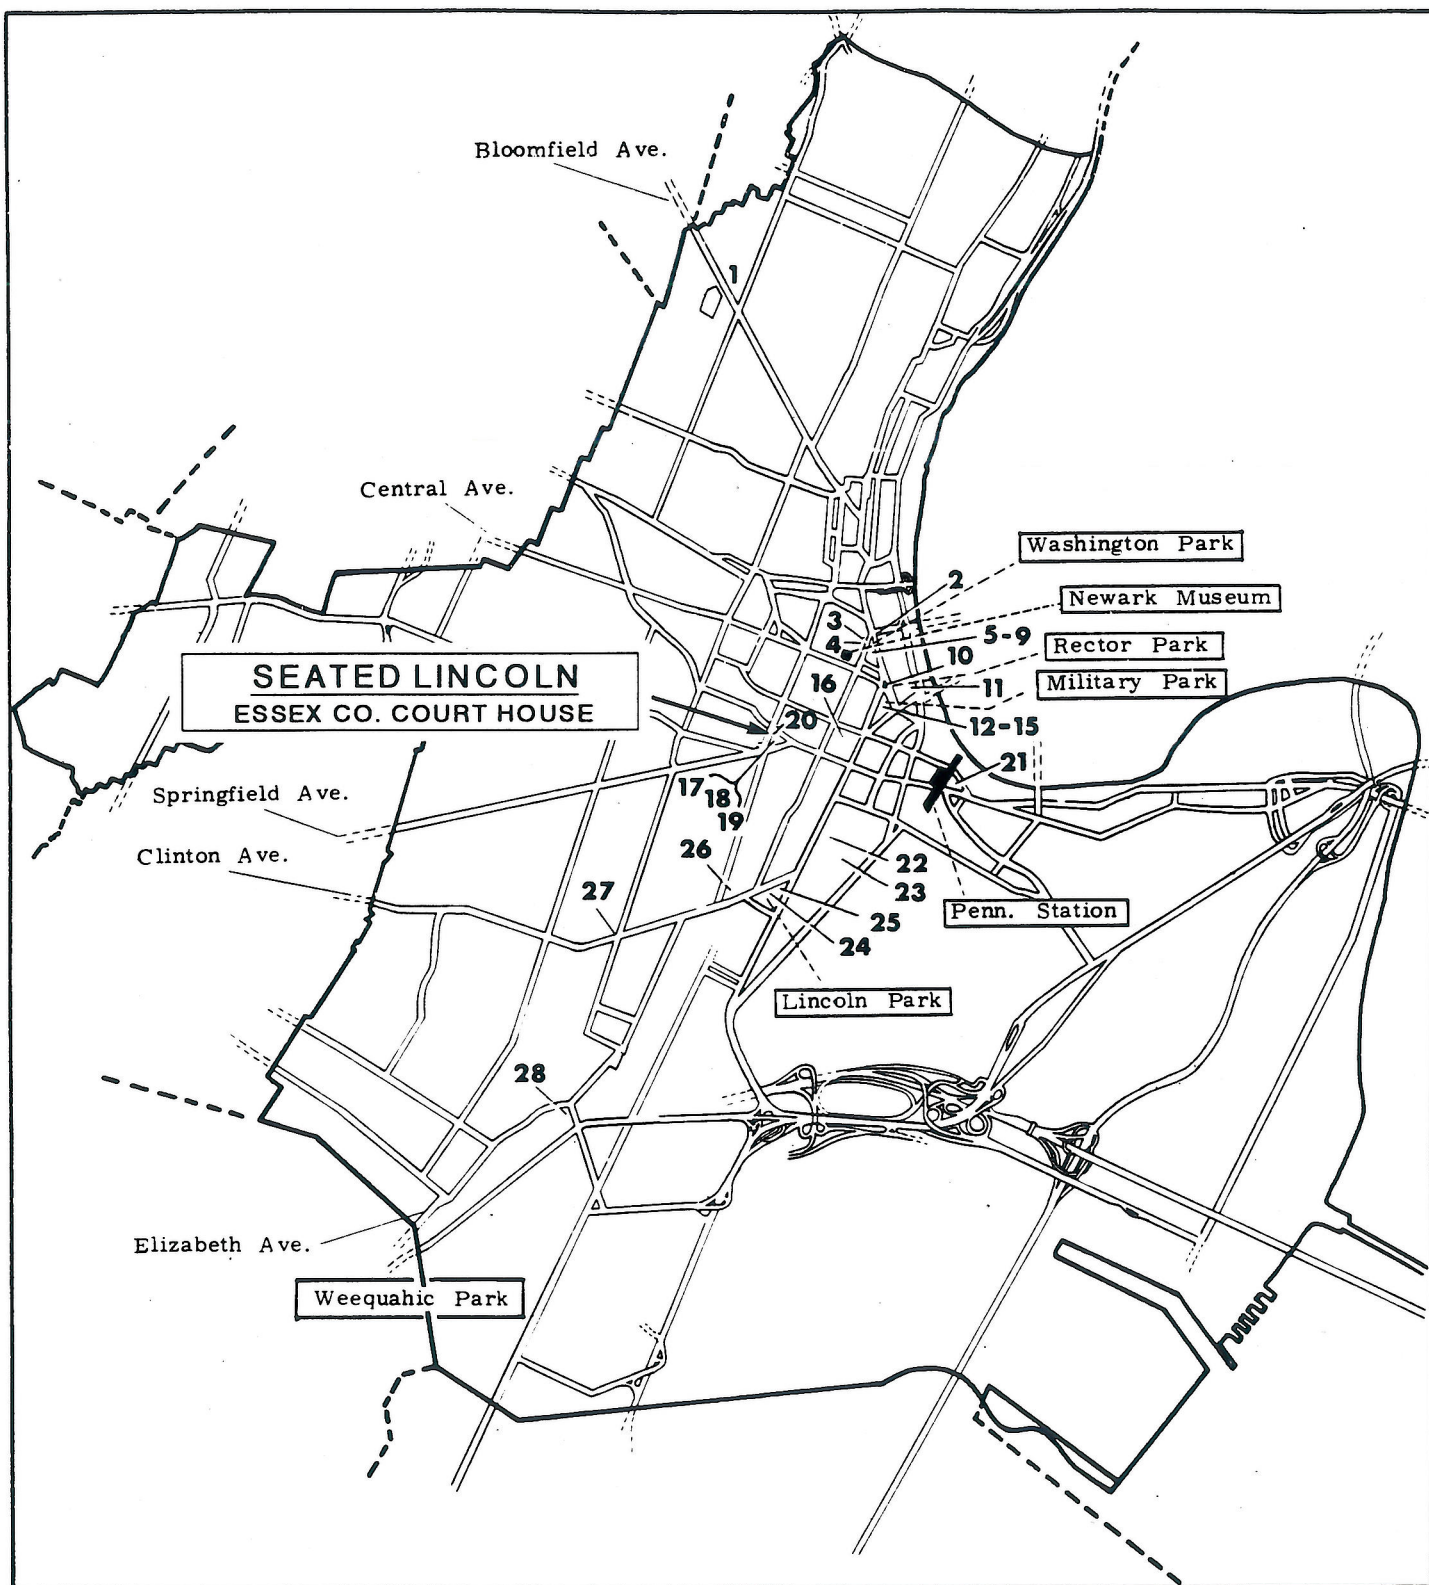 Bloomfield Ave.
1
Central Ave.
Washington Park
2
Newark Museum
3
4
5-9
Rector Park
10
Military Park
11
SEATED LINCOLN
ESSEX CO. COURT HOUSE
16
12-15
20
21
17
18
19
Springfield Ave.
Clinton Ave.
26
22
23
27
25
Penn. Station
24
Lincoln Park
28
Elizabeth Ave.
Weequahic Park